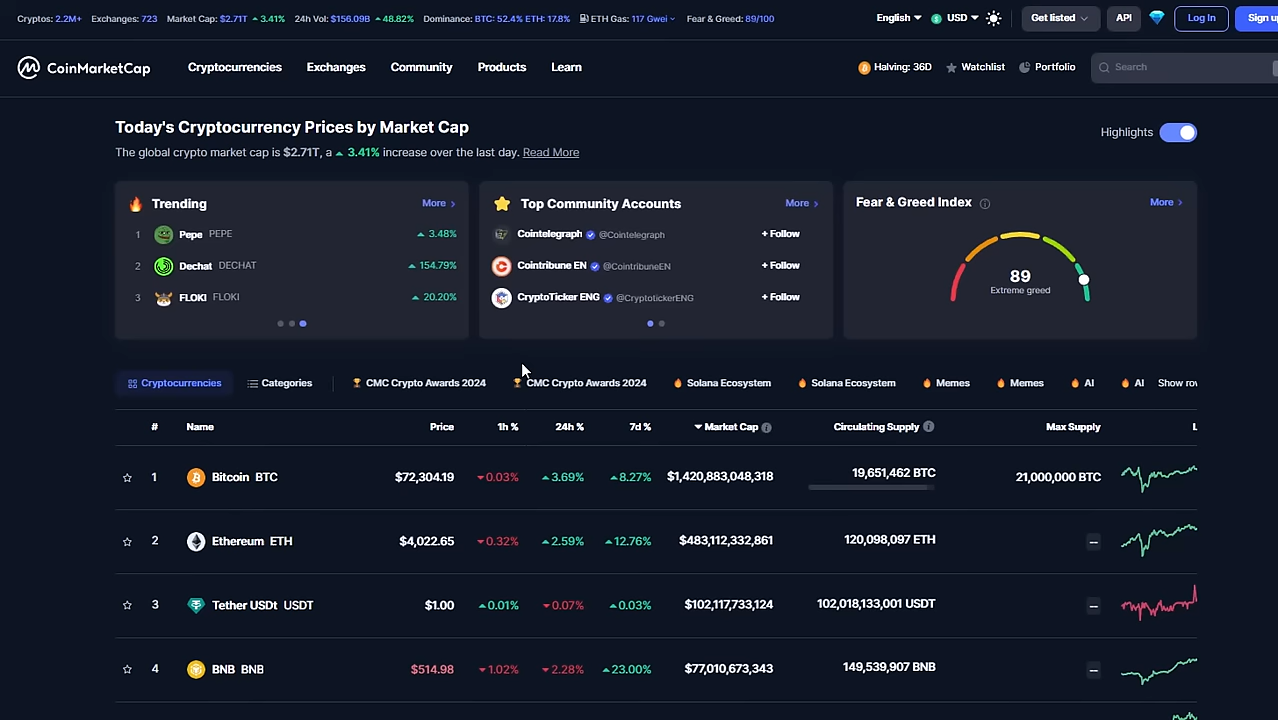 Cryptos: 2.2M+ Exchanges: 723 Market Cap: $2.71T 3.41% 24h Vol: $156.09B 48.82% Dominance: BTC: 52.4% ETH: 17.8% ETH Gas: 117 Gwei Fear & Greed: 89/100 English USD Get listed API Log In Sign up
CoinMarketCap Cryptocurrencies Exchanges Community Products Learn Halving: 36D Watchlist Portfolio Search
Today's Cryptocurrency Prices by Market Cap
Highlights
The global crypto market cap is $2.71T, a 3.41% increase over the last day. Read More
Trending More
1 Pepe PEPE 3.48%
2 Dechat DECHAT 154.79%
3 FLOKI FLOKI 20.20%
Top Community Accounts More
Cointelegraph @Cointelegraph + Follow
Cointribune EN @CointribuneEN + Follow
CryptoTicker ENG @CryptotickerENG + Follow
Fear & Greed Index More
89
Extreme greed
Cryptocurrencies Categories CMC Crypto Awards 2024 CMC Crypto Awards 2024 Solana Ecosystem Solana Ecosystem Memes Memes AI AI Show
# Name Price 1h % 24h % 7d % Market Cap Circulating Supply Max Supply L
1 Bitcoin BTC $72,304.19 0.03% 3.69% 8.27% $1,420,883,048,318 19,651,462 BTC 21,000,000 BTC
2 Ethereum ETH $4,022.65 0.32% 2.59% 12.76% $483,112,332,861 120,098,097 ETH --
3 Tether USDt USDT $1.00 0.01% 0.07% 0.03% $102,117,733,124 102,018,133,001 USDT --
4 BNB BNB $514.98 1.02% 2.28% 23.00% $77,010,673,343 149,539,907 BNB --